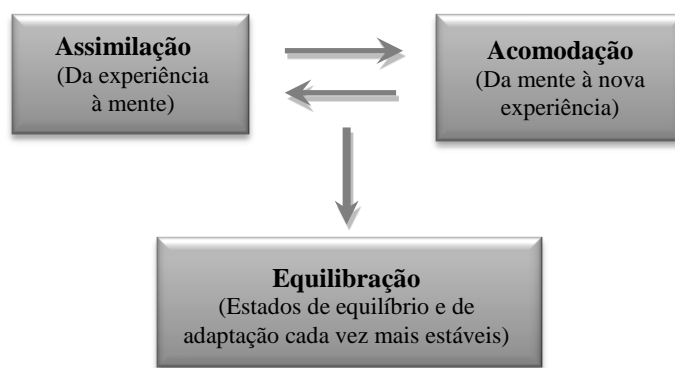 Assimilação
(Da experiência
à mente)
Acomodação
(Da mente à nova
experiência)
Equilibração
(Estados de equilíbrio e de
adaptação cada vez mais estáveis)